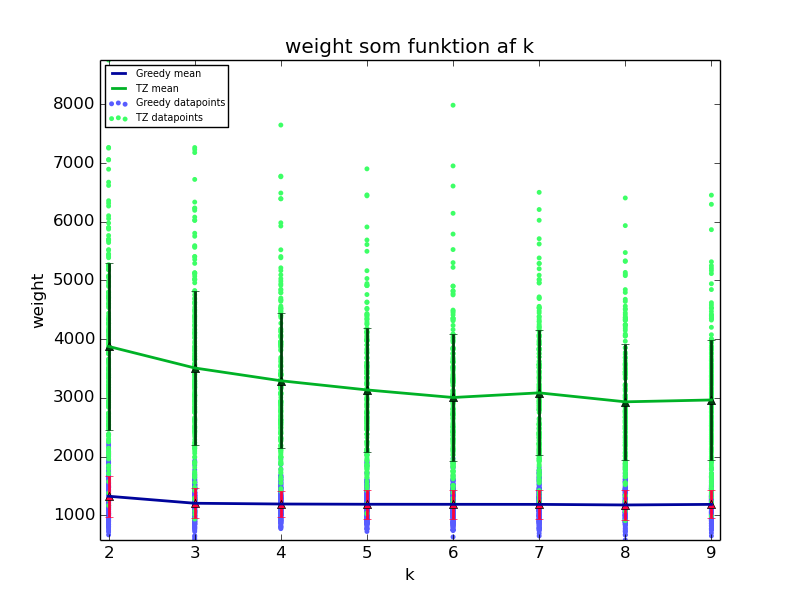 weight som funktion af k
Greedy mean
TZ mean
Greedy datapoints
TZ datapoints
8000
7000
6000
5000
4000
3000
2000
1000
weight
2 3 4 5 6 7 8 9
k